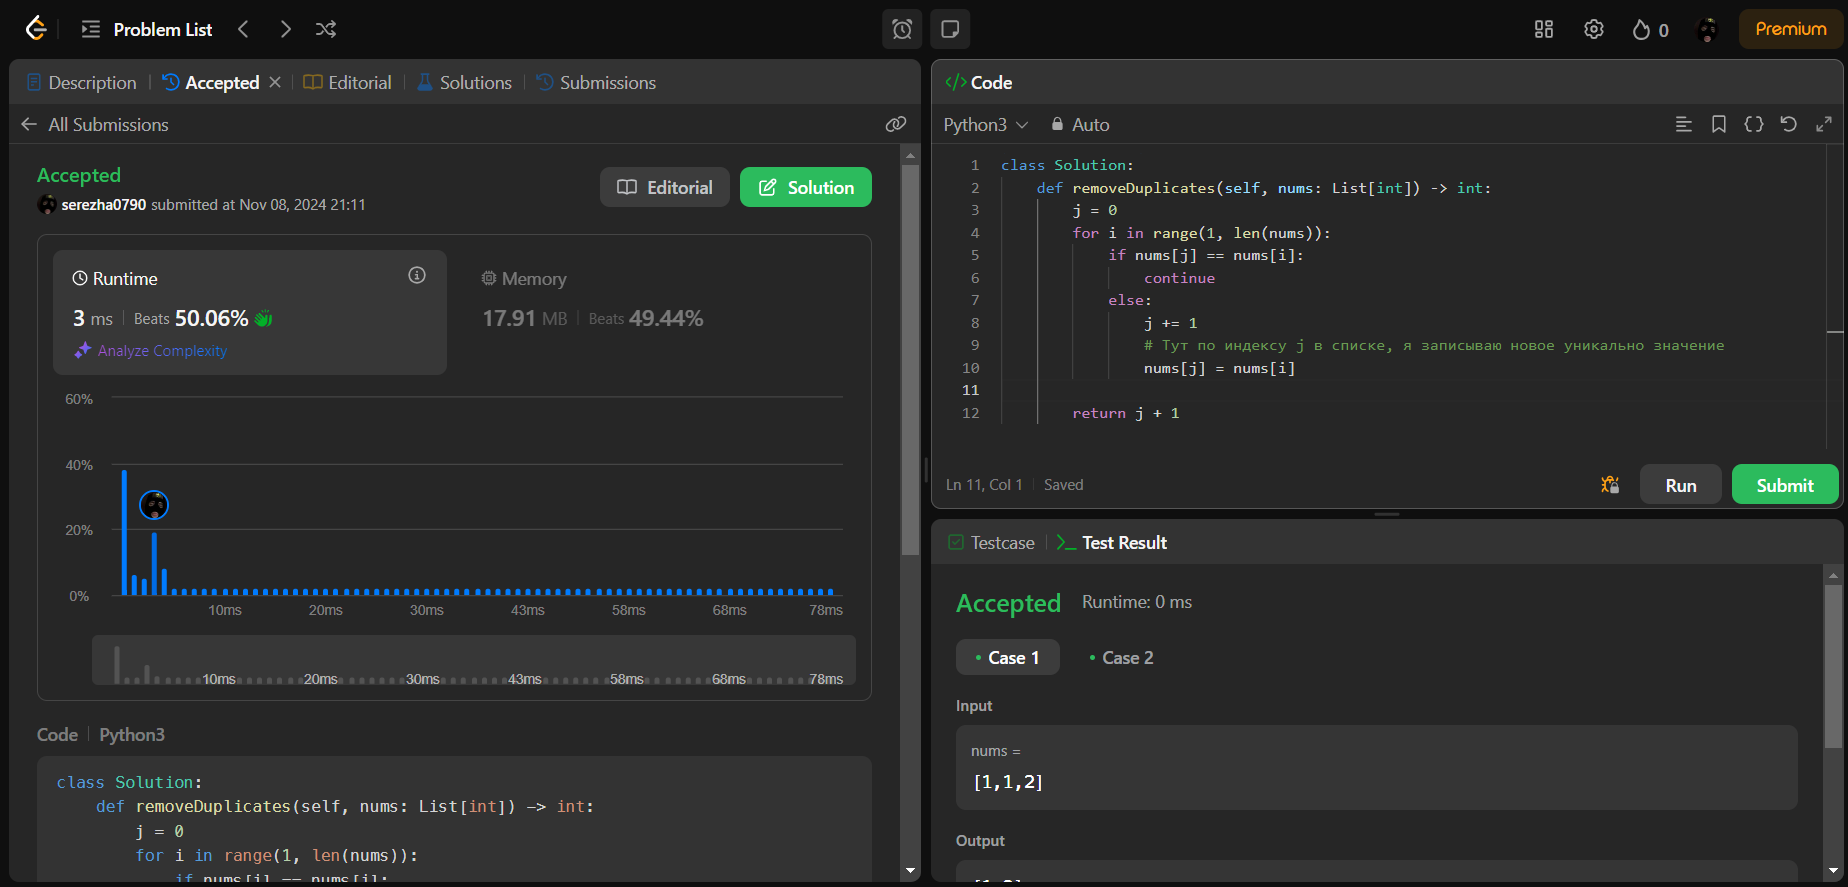 Problem List
0
Premium
Description
Accepted
Editorial
Solutions
Submissions
All Submissions
Accepted
serezha0790 submitted at Nov 08, 2024 21:11
Editorial
Solution
Runtime
3 ms
Beats 50.06%
Analyze Complexity
Memory
17.91 MB
Beats 49.44%
60%
40%
20%
0%
10ms 20ms 30ms 43ms 58ms 68ms 78ms
10ms 20ms 30ms 43ms 58ms 68ms 78ms
Code
Python3
class Solution:
def removeDuplicates(self, nums: List[int]) -> int:
j = 0
for i in range(1, len(nums)):
if nums[j] == nums[i]:
</> Code
Python3
Auto
1 class Solution:
2 def removeDuplicates(self, nums: List[int]) -> int:
3 j = 0
4 for i in range(1, len(nums)):
5 if nums[j] == nums[i]:
6 continue
7 else:
8 j += 1
9 # Тут по индексу j в списке, я записываю новое уникально значение
10 nums[j] = nums[i]
11
12 return j + 1
Ln 11, Col 1
Saved
Run
Submit
Testcase
>_ Test Result
Accepted
Runtime: 0 ms
• Case 1
• Case 2
Input
nums =
[1,1,2]
Output